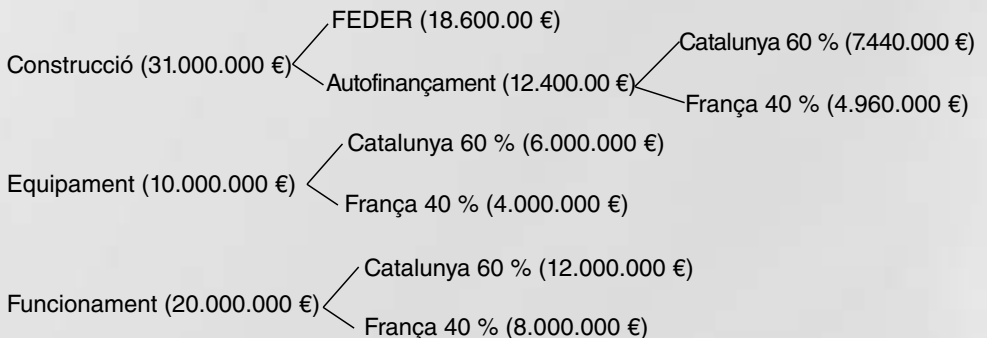 FEDER (18.600.00 €)
Construcció (31.000.000 €)
Autofinançament (12.400.00 €)
Catalunya 60 % (7.440.000 €)
França 40 % (4.960.000 €)
Catalunya 60 % (6.000.000 €)
Equipament (10.000.000 €)
França 40 % (4.000.000 €)
Catalunya 60 % (12.000.000 €)
Funcionament (20.000.000 €)
França 40 % (8.000.000 €)